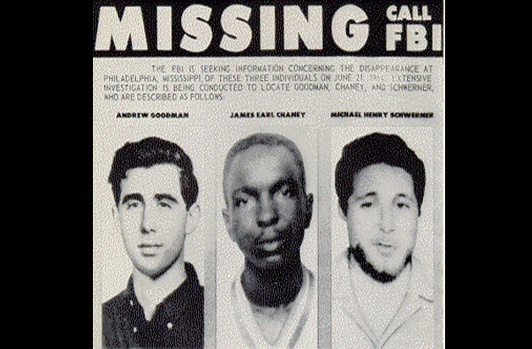 MISSING CALL FBI
THE FBI IS SEEKING INFORMATION CONCERNING THE DISAPPEARANCE AT
PHILADELPHIA, MISSISSIPPI, OF THESE THREE INDIVIDUALS ON JUNE 21, 1964. EXTENSIVE
INVESTIGATION IS BEING CONDUCTED TO LOCATE GOODMAN, CHANEY, AND SCHWERNER,
WHO ARE DESCRIBED AS FOLLOWS:
ANDREW GOODMAN JAMES EARL CHANEY MICHAEL HENRY SCHWERNER